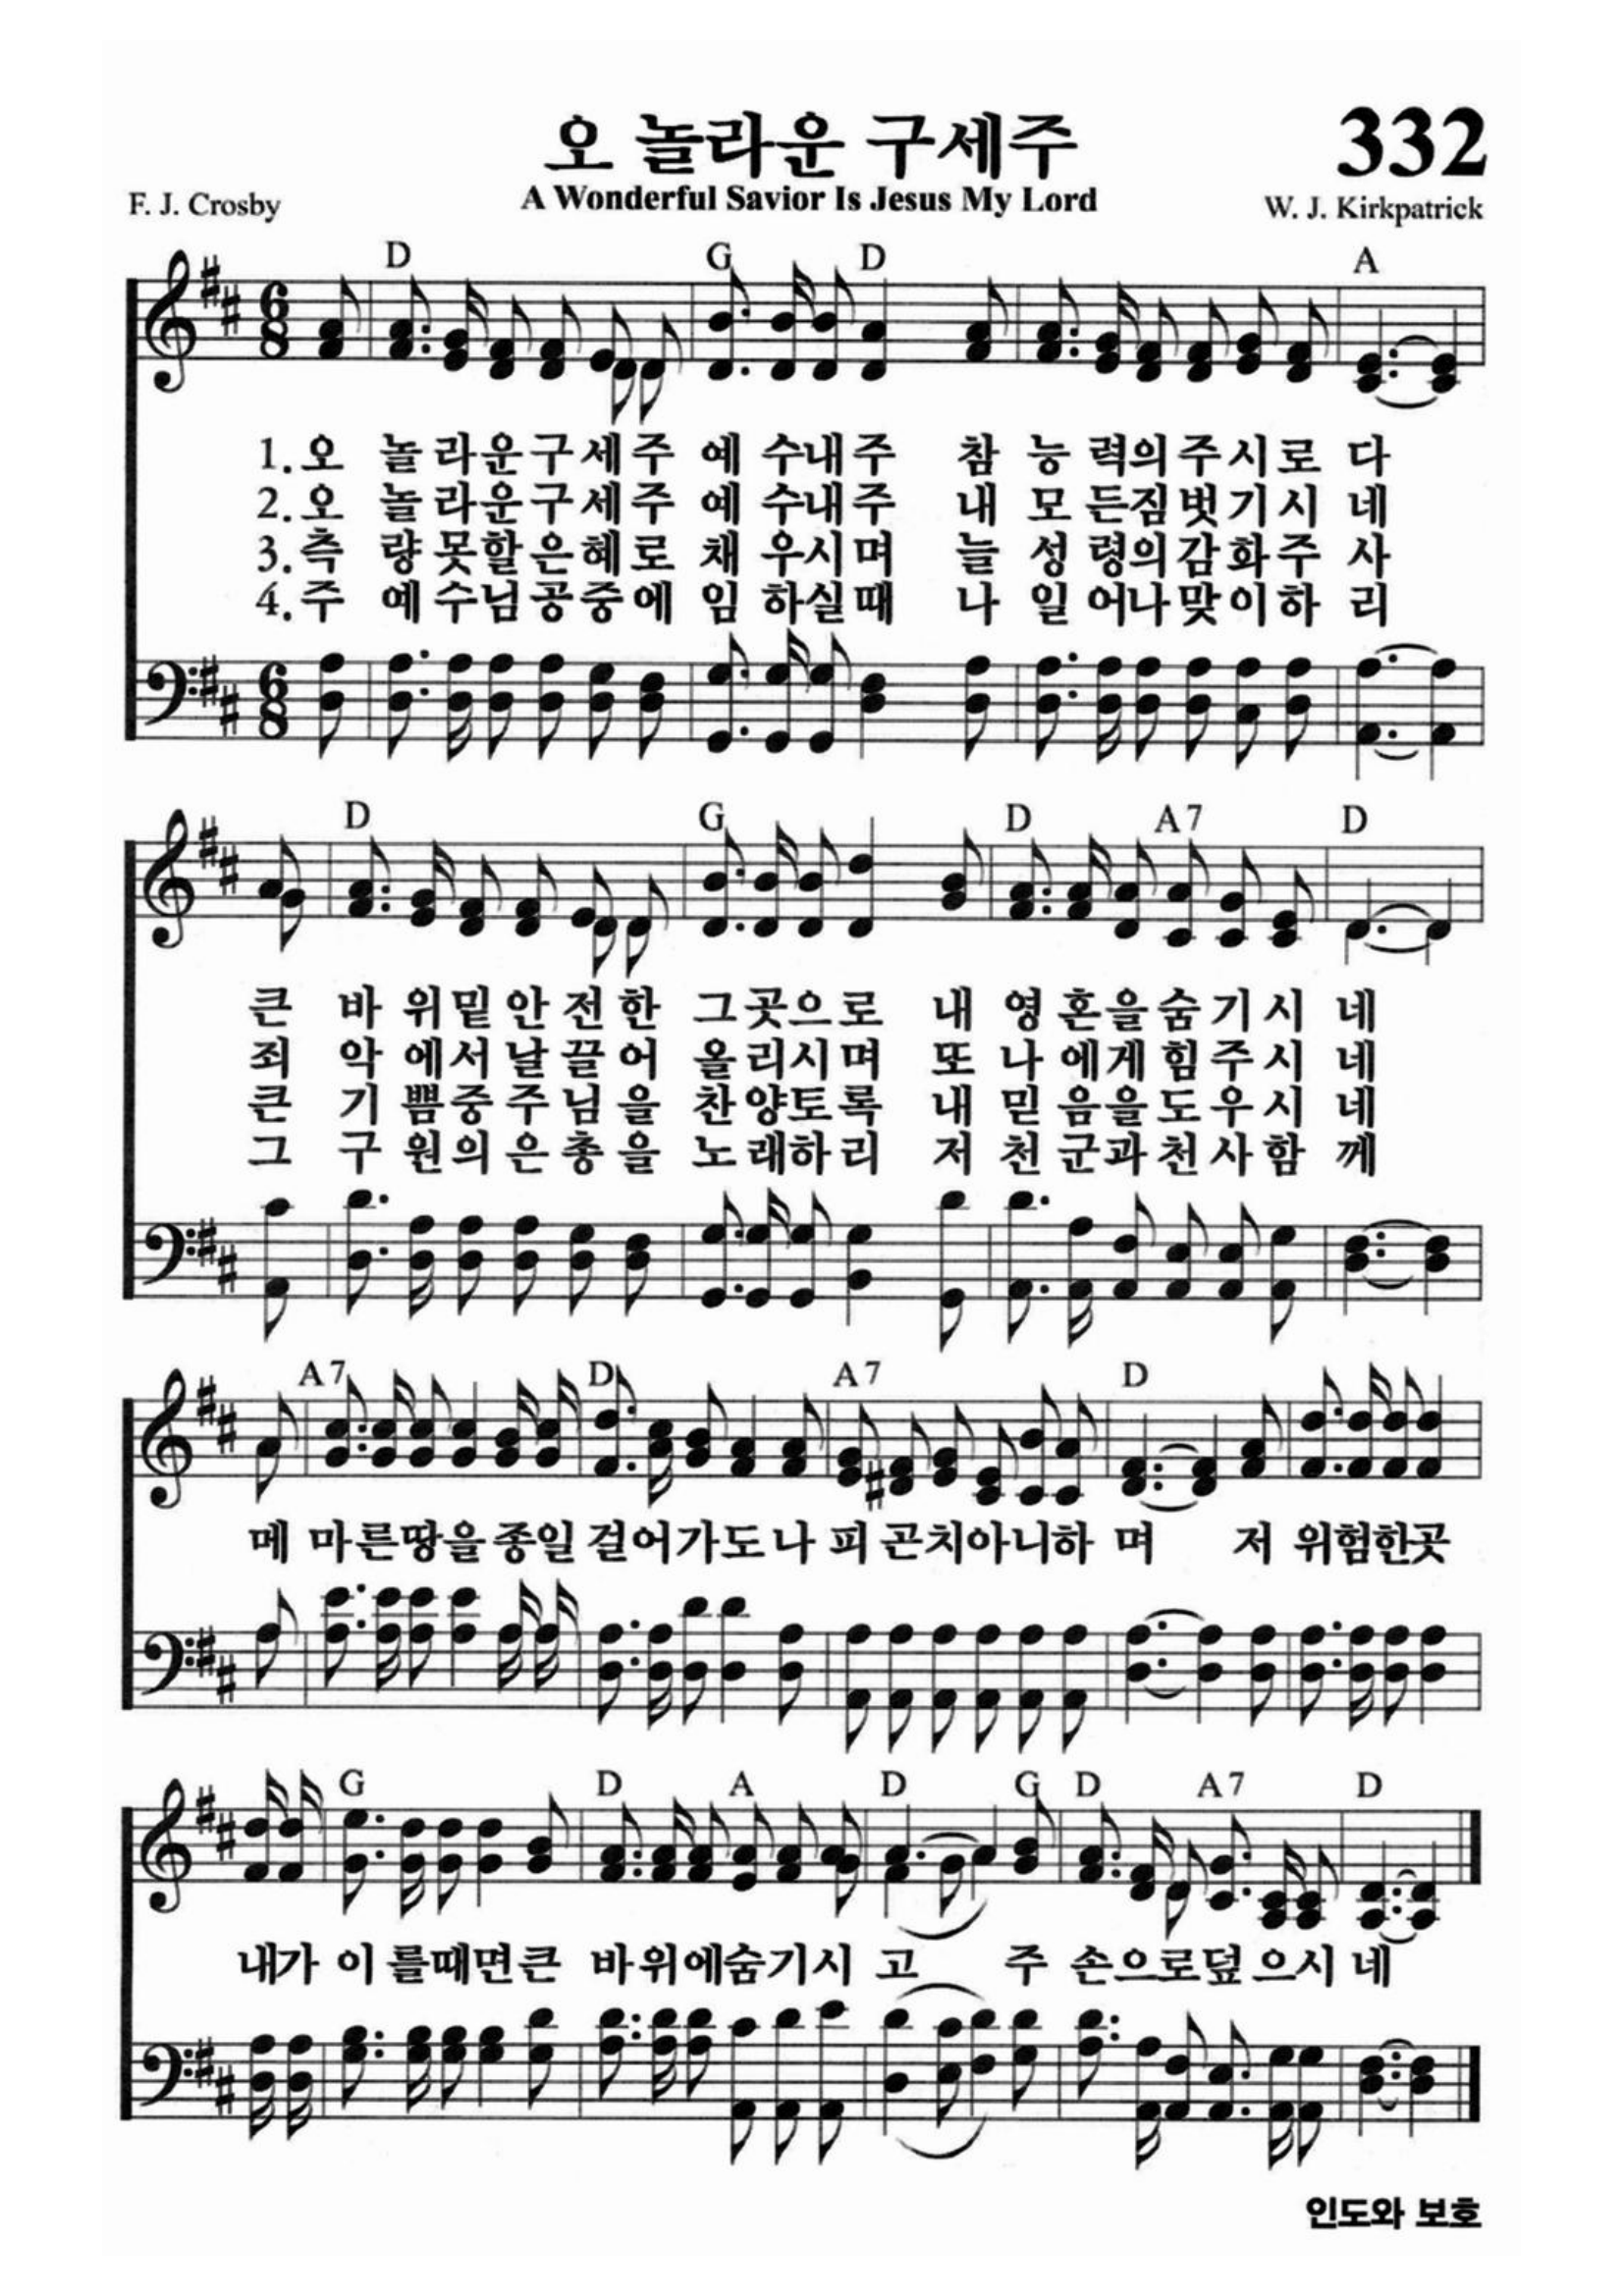 오 놀라운 구세주
332
A Wonderful Savior Is Jesus My Lord
F. J. Crosby
W. J. Kirkpatrick
D G D A
6 8
1.오 놀라운구세주 예수내주 참 능력의주시로다
2.오 놀라운구세주 예수내주 내 모든짐벗기시네
3.측 량못할은혜로 채우시며 늘 성령의감화주사
4.주 예수님공중에 임하실때 나 일어나맞이하리
6 8
D G D A7 D
큰 바위밑안전한 그곳으로 내 영혼을숨기시네
죄 악에서날끌어 올리시며 또 나에게힘주시네
큰 기쁨중주님을 찬양토록 내 믿음을도우시네
그 구원의은총을 노래하리 저 천군과천사함께
A7 D A7 D
메 마른땅을종일 걸어가도나 피곤치아니하며 저 위험한곳
G D A D G D A7 D
내가 이를때면큰 바위에숨기시고 주 손으로덮으시네
인도와 보호